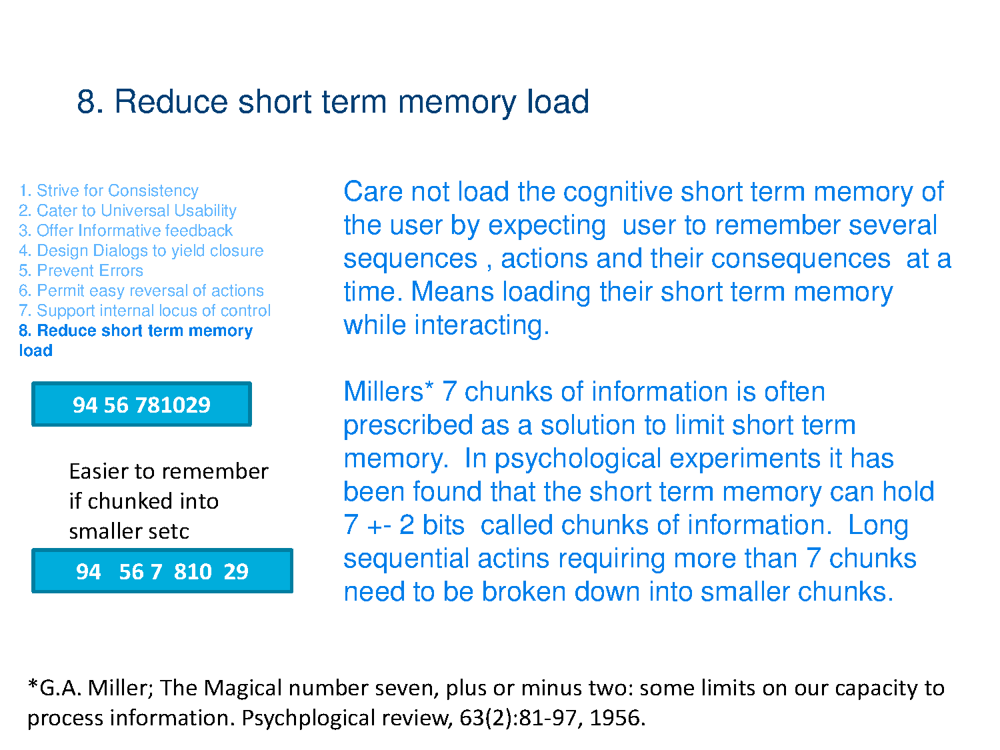 8. Reduce short term memory load
1. Strive for Consistency
2. Cater to Universal Usability
3. Offer Informative feedback
4. Design Dialogs to yield closure
5. Prevent Errors
6. Permit easy reversal of actions
7. Support internal locus of control
8. Reduce short term memory
load
94 56 781029
Easier to remember
if chunked into
smaller setc
94 56 7 810 29
Care not load the cognitive short term memory of
the user by expecting user to remember several
sequences , actions and their consequences at a
time. Means loading their short term memory
while interacting.
Millers* 7 chunks of information is often
prescribed as a solution to limit short term
memory. In psychological experiments it has
been found that the short term memory can hold
7 +- 2 bits called chunks of information. Long
sequential actins requiring more than 7 chunks
need to be broken down into smaller chunks.
*G.A. Miller; The Magical number seven, plus or minus two: some limits on our capacity to
process information. Psychplogical review, 63(2):81-97, 1956.